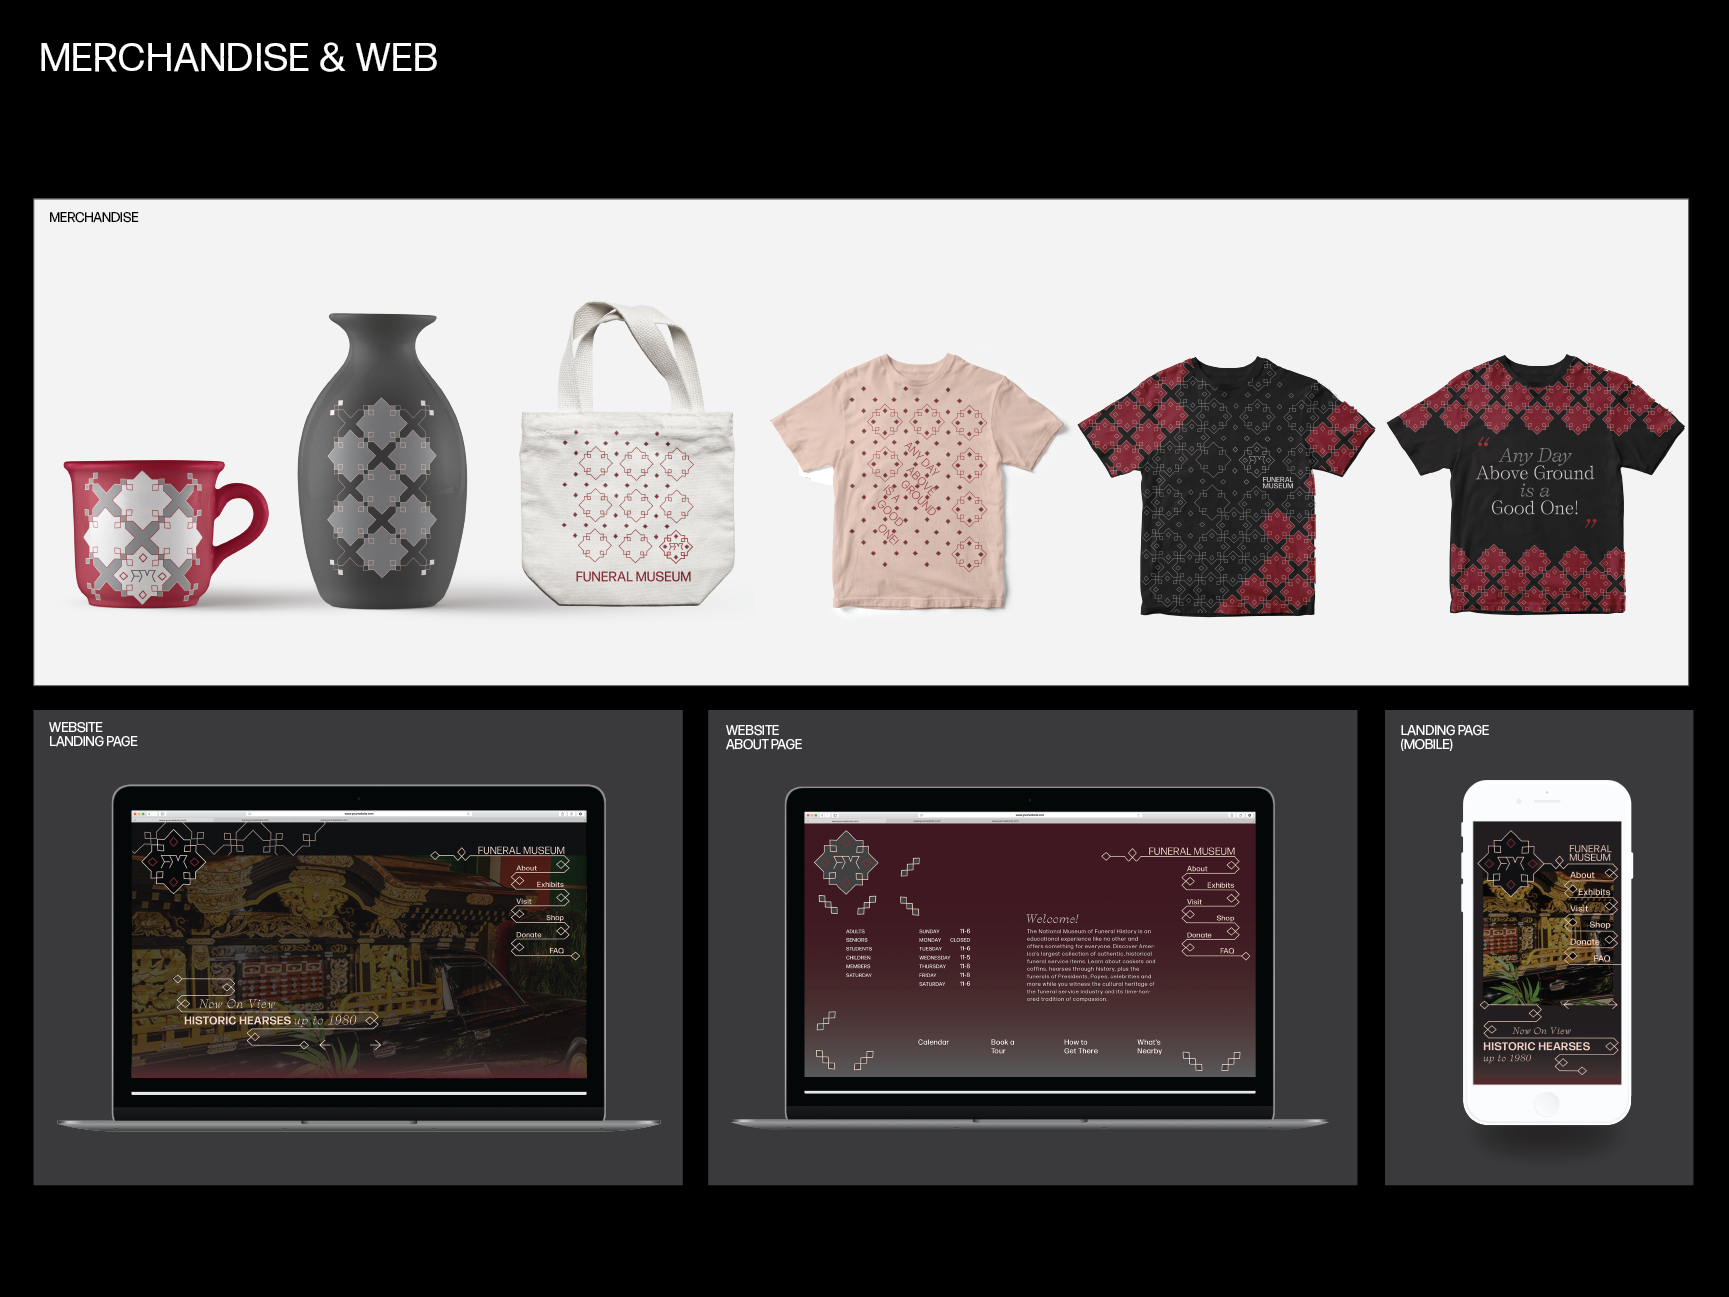 MERCHANDISE & WEB
MERCHANDISE
FUNERAL MUSEUM
ANY DAY
ABOVE
GROUND
IS A
GOOD
ONE!
FUNERAL
MUSEUM
“
Any Day
Above Ground
is a
Good One!
”
WEBSITE
LANDING PAGE
FUNERAL MUSEUM
About
Exhibits
Visit
Shop
Donate
FAQ
Now On View
HISTORIC HEARSES up to 1980
WEBSITE
ABOUT PAGE
FUNERAL MUSEUM
About
Exhibits
Visit
Shop
Donate
FAQ
ADULTS
SENIORS
STUDENTS
CHILDREN
MEMBERS
SATURDAY
SUNDAY 11-6
MONDAY CLOSED
TUESDAY 11-6
WEDNESDAY 11-5
THURSDAY 11-8
FRIDAY 11-8
SATURDAY 11-6
Welcome!
The National Museum of Funeral History is an
educational experience like no other and
offers something for everyone. Discover Amer-
ica's largest collection of authentic, historical
funeral service items. Learn about caskets and
coffins, hearses through history, plus the
funerals of Presidents, Popes, celebrities and
more while you witness the cultural heritage of
the funeral service industry and its time-hon-
ored tradition of compassion.
Calendar
Book a
Tour
How to
Get There
What's
Nearby
LANDING PAGE
(MOBILE)
FUNERAL
MUSEUM
About
Exhibits
Visit
Shop
Donate
FAQ
Now On View
HISTORIC HEARSES
up to 1980